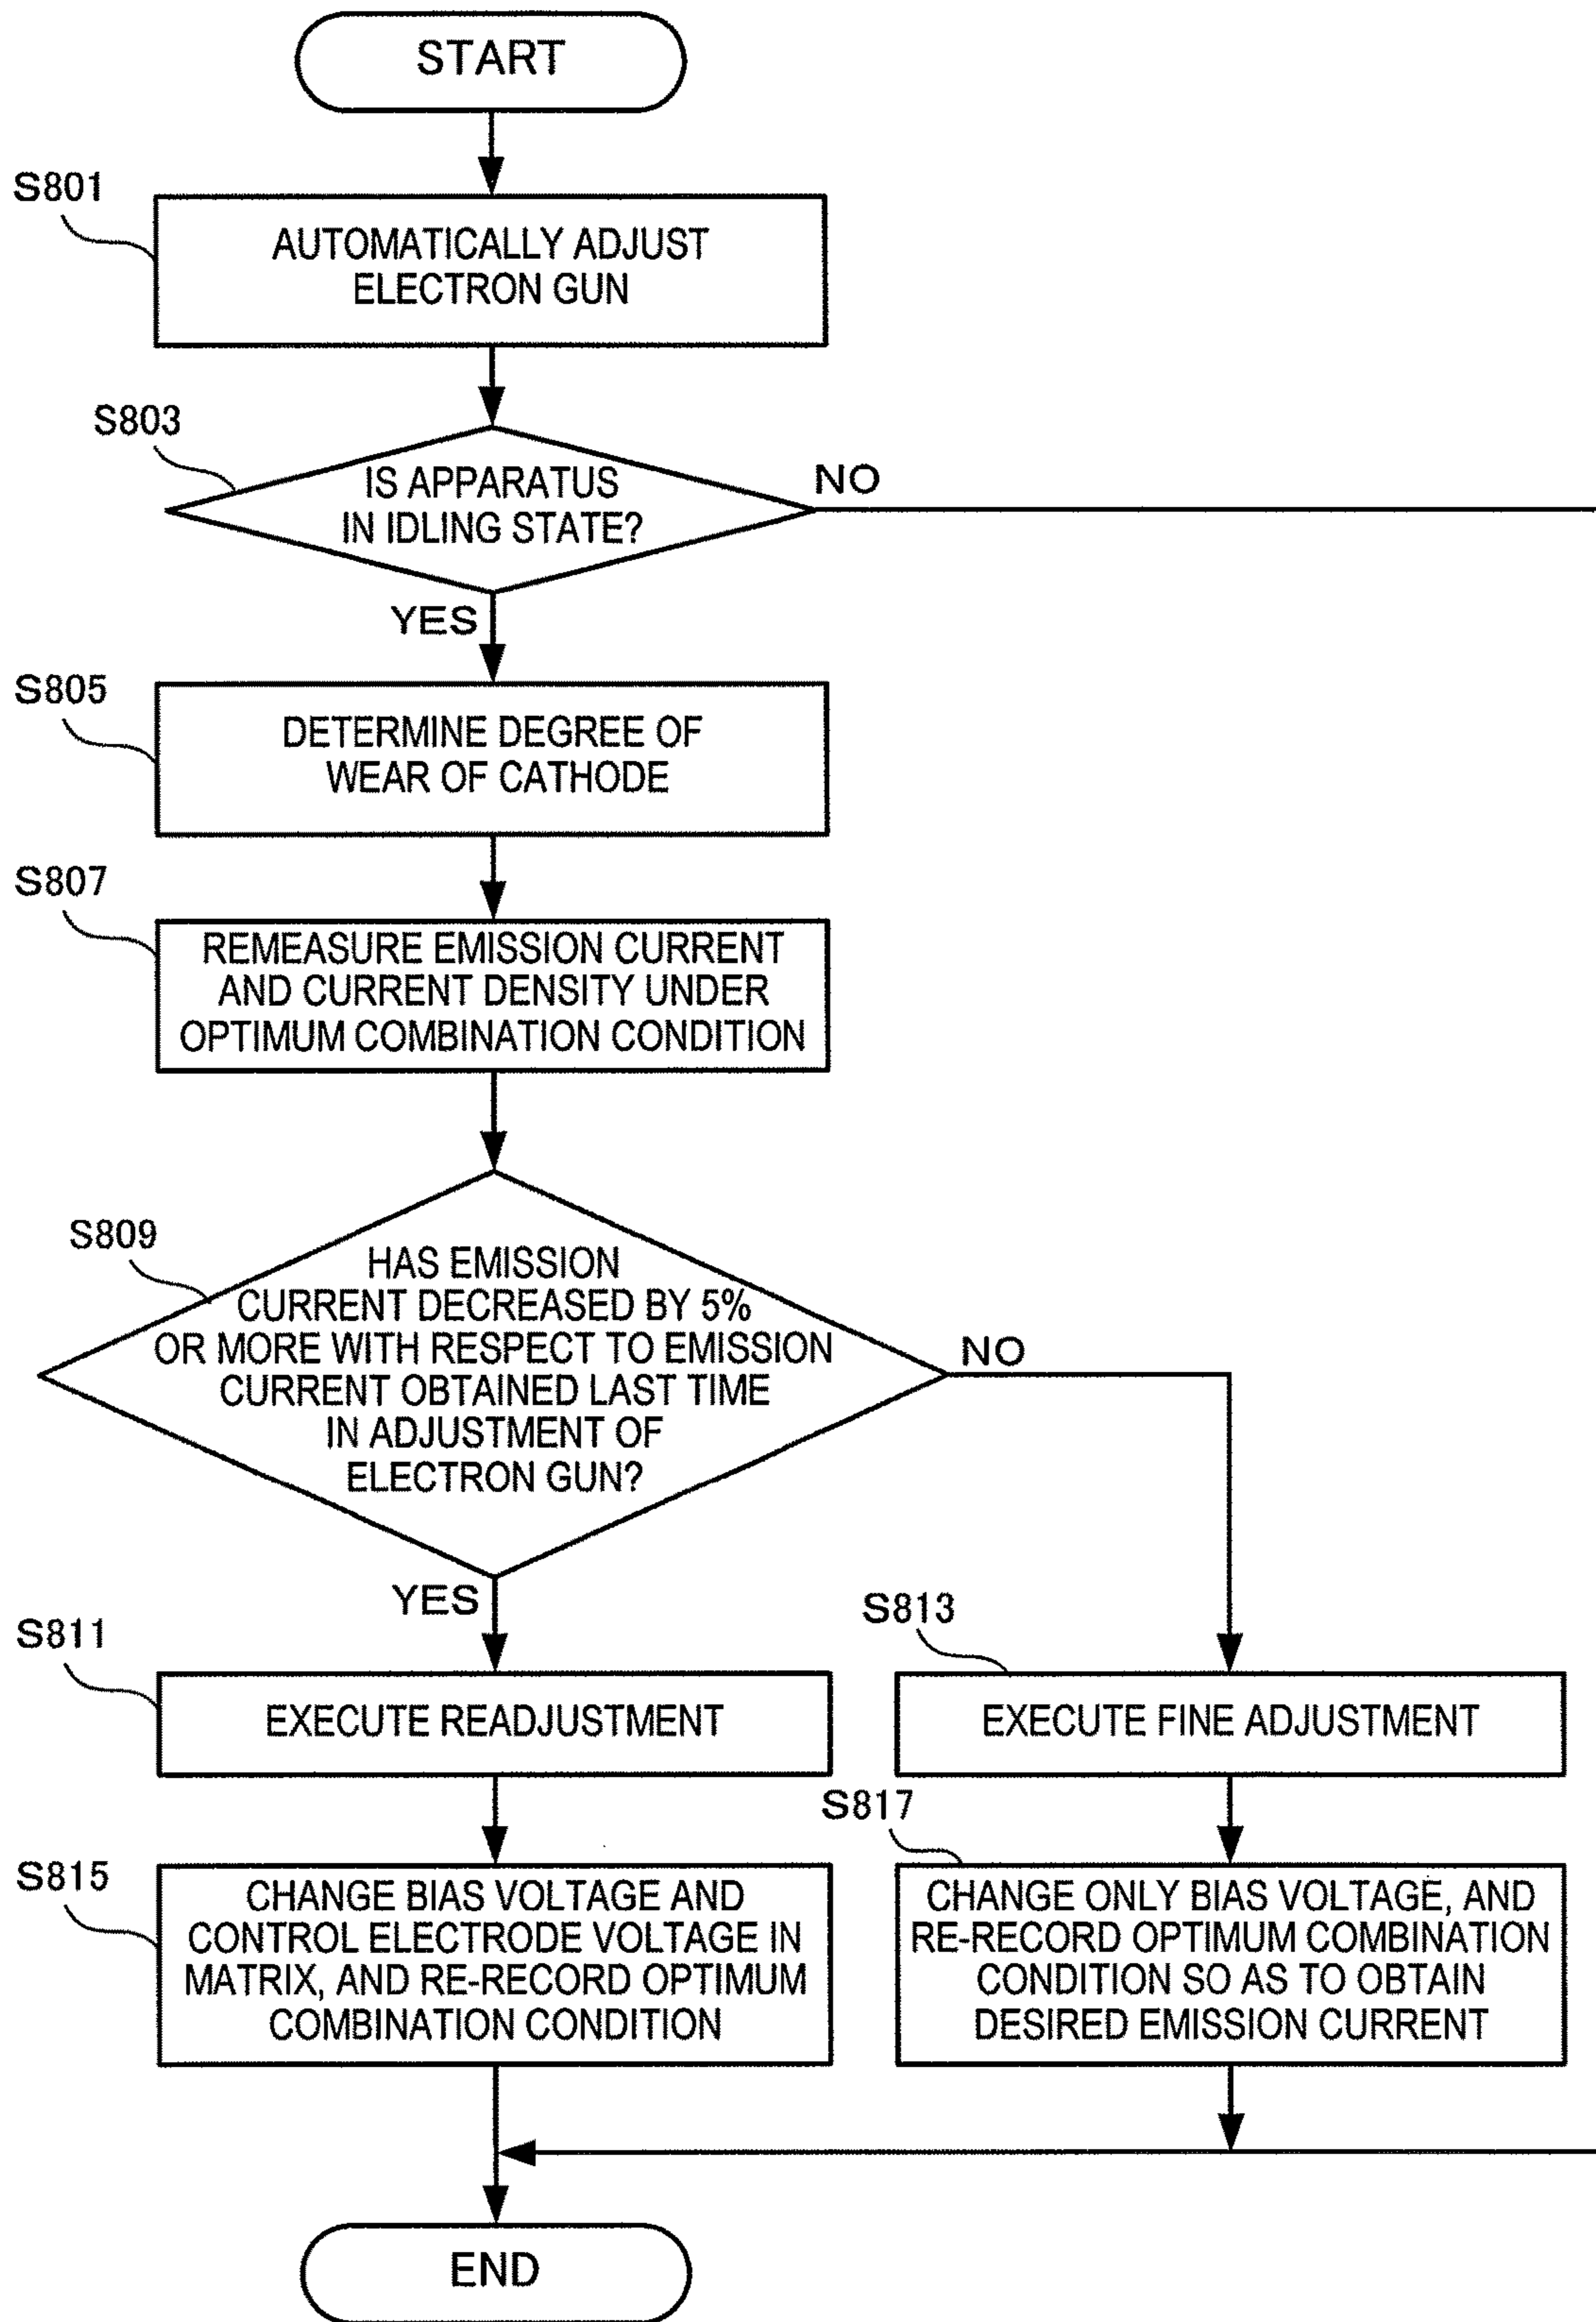 START
S801
AUTOMATICALLY ADJUST
ELECTRON GUN
S803
IS APPARATUS
IN IDLING STATE?
NO
YES
S805
DETERMINE DEGREE OF
WEAR OF CATHODE
S807
REMEASURE EMISSION CURRENT
AND CURRENT DENSITY UNDER
OPTIMUM COMBINATION CONDITION
S809
HAS EMISSION
CURRENT DECREASED BY 5%
OR MORE WITH RESPECT TO EMISSION
CURRENT OBTAINED LAST TIME
IN ADJUSTMENT OF
ELECTRON GUN?
NO
YES
S811
EXECUTE READJUSTMENT
S813
EXECUTE FINE ADJUSTMENT
S815
CHANGE BIAS VOLTAGE AND
CONTROL ELECTRODE VOLTAGE IN
MATRIX, AND RE-RECORD OPTIMUM
COMBINATION CONDITION
S817
CHANGE ONLY BIAS VOLTAGE, AND
RE-RECORD OPTIMUM COMBINATION
CONDITION SO AS TO OBTAIN
DESIRED EMISSION CURRENT
END